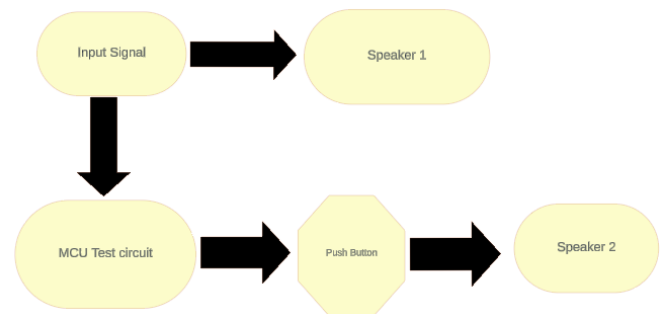 Input Signal
Speaker 1
MCU Test circuit
Push Button
Speaker 2